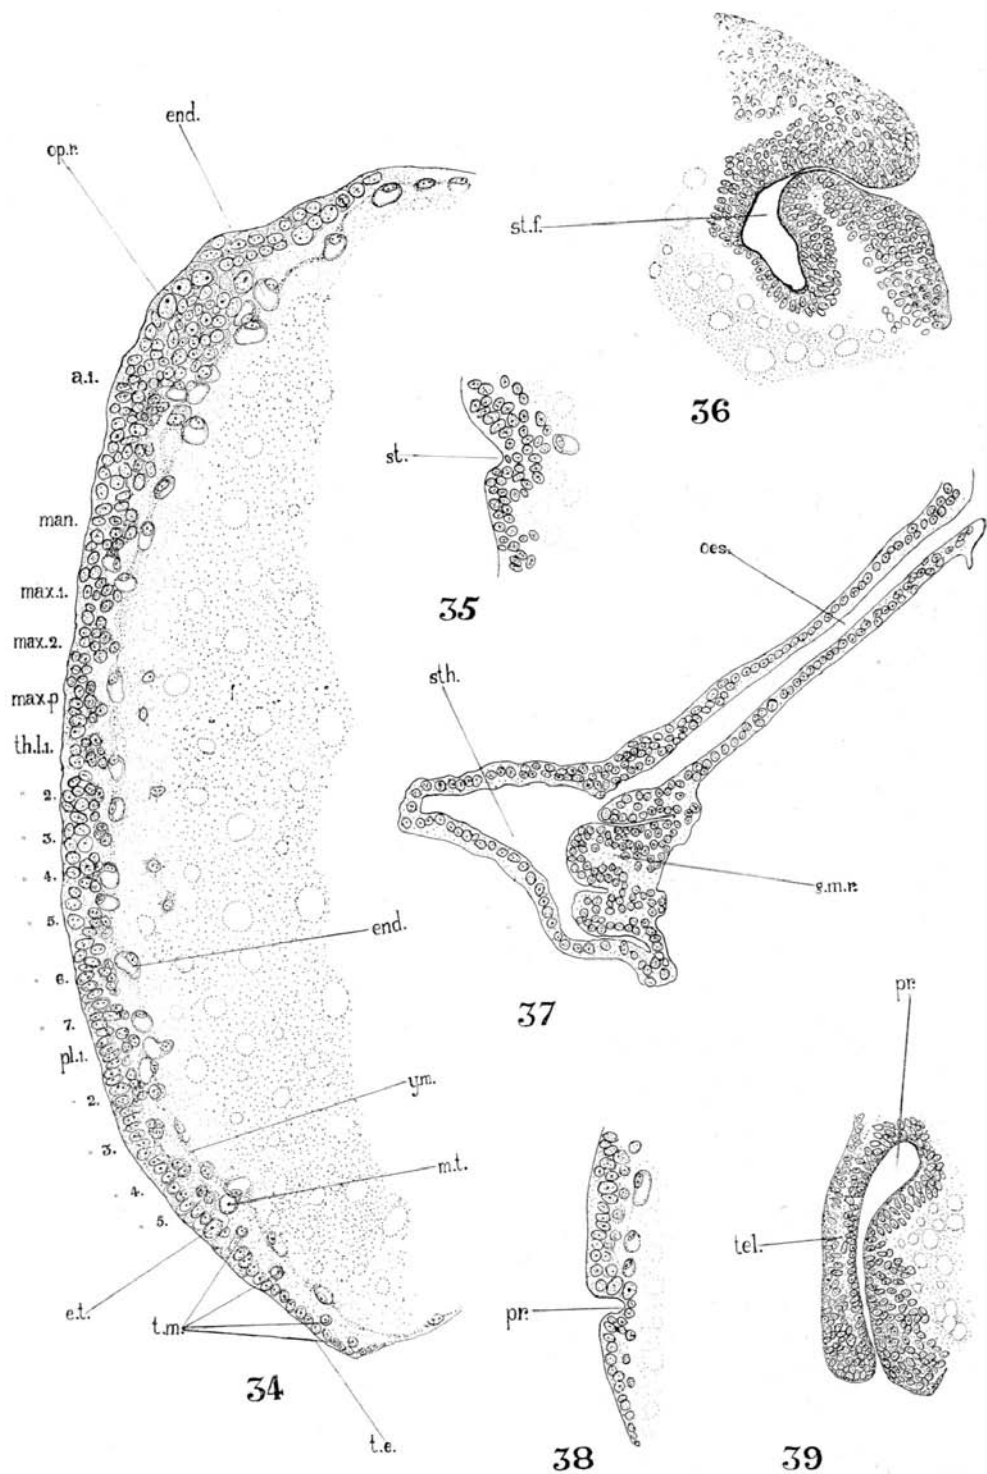 end.
op.r.
a.1.
man.
max.1.
max.2.
max.p
th.l.1.
2.
3.
4.
5.
6.
7.
pl.1.
2.
3.
4.
5.
end.
ym.
m.t.
e.t.
t.m.
t.e.
34
st.
35
st.f.
36
oes.
sth.
g.m.r.
37
pr.
38
pr.
tel.
39